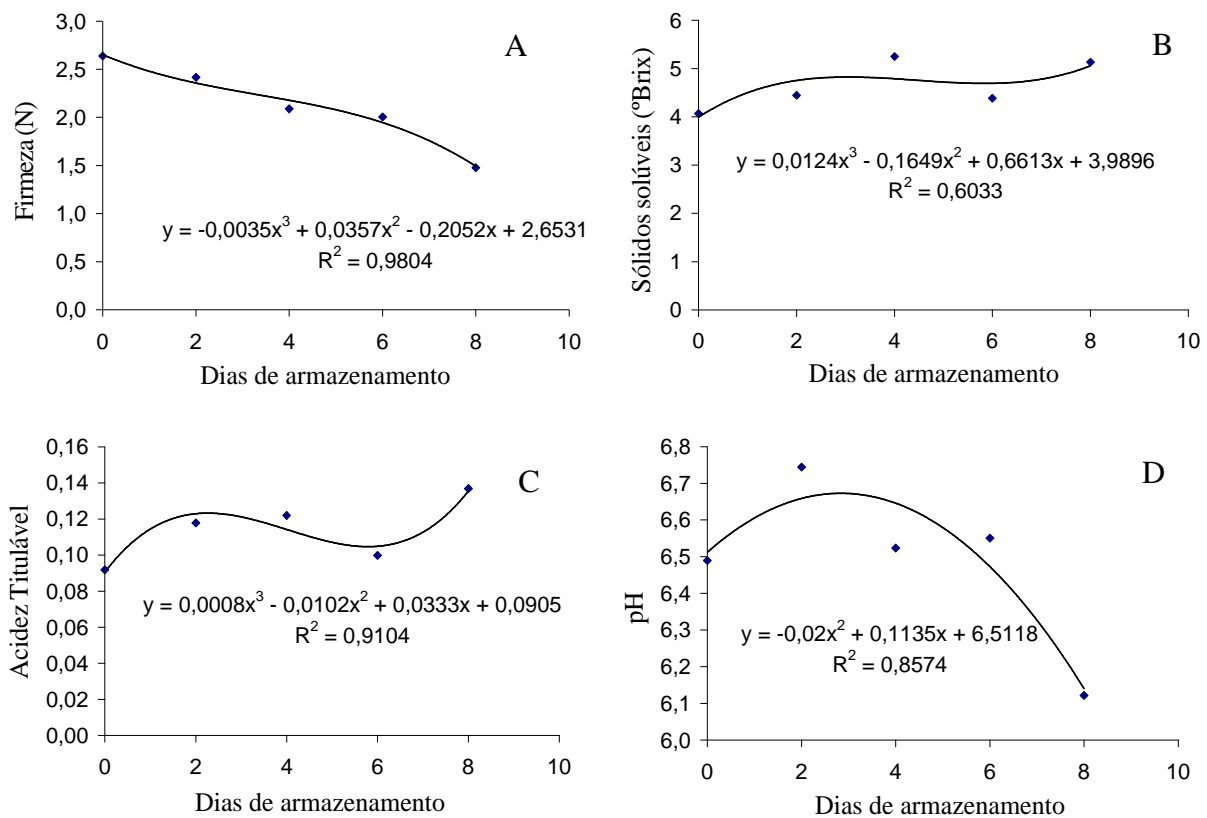 A
Firmeza (N)
3,0
2,5
2,0
1,5
1,0
0,5
0,0
y = -0,0035x³ + 0,0357x² - 0,2052x + 2,6531
R² = 0,9804
0 2 4 6 8 10
Dias de armazenamento
B
Sólidos solúveis (ºBrix)
6
5
4
3
2
1
0
y = 0,0124x³ - 0,1649x² + 0,6613x + 3,9896
R² = 0,6033
0 2 4 6 8 10
Dias de armazenamento
C
Acidez Titulável
0,16
0,14
0,12
0,10
0,08
0,06
0,04
0,02
0,00
y = 0,0008x³ - 0,0102x² + 0,0333x + 0,0905
R² = 0,9104
0 2 4 6 8 10
Dias de armazenamento
D
pH
6,8
6,7
6,6
6,5
6,4
6,3
6,2
6,1
6,0
y = -0,02x² + 0,1135x + 6,5118
R² = 0,8574
0 2 4 6 8 10
Dias de armazenamento